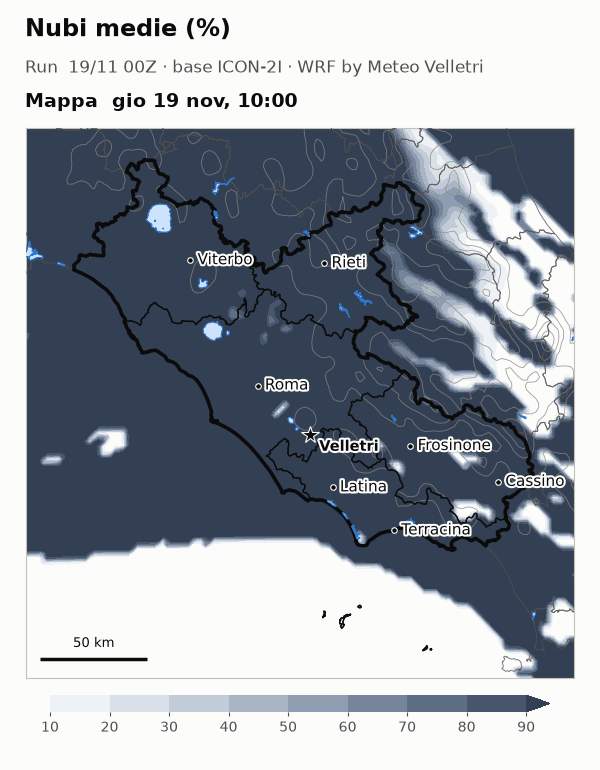 Nubi medie (%)
Run  19/11 00Z · base ICON-2I · WRF by Meteo Velletri
Mappa  gio 19 nov, 10:00
Viterbo
Rieti
Roma
Velletri
Frosinone
Cassino
Latina
Terracina
50 km
10 20 30 40 50 60 70 80 90